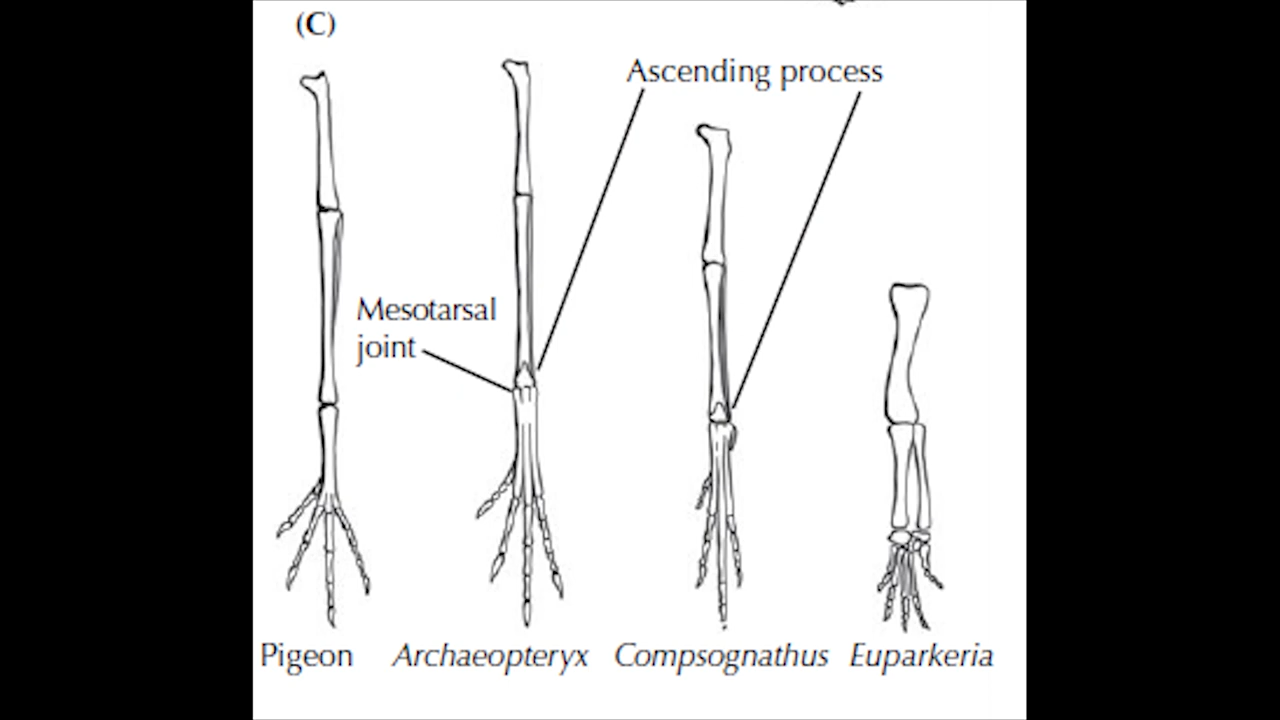 (C)
Ascending process
Mesotarsal
joint
Pigeon
Archaeopteryx
Compsognathus
Euparkeria